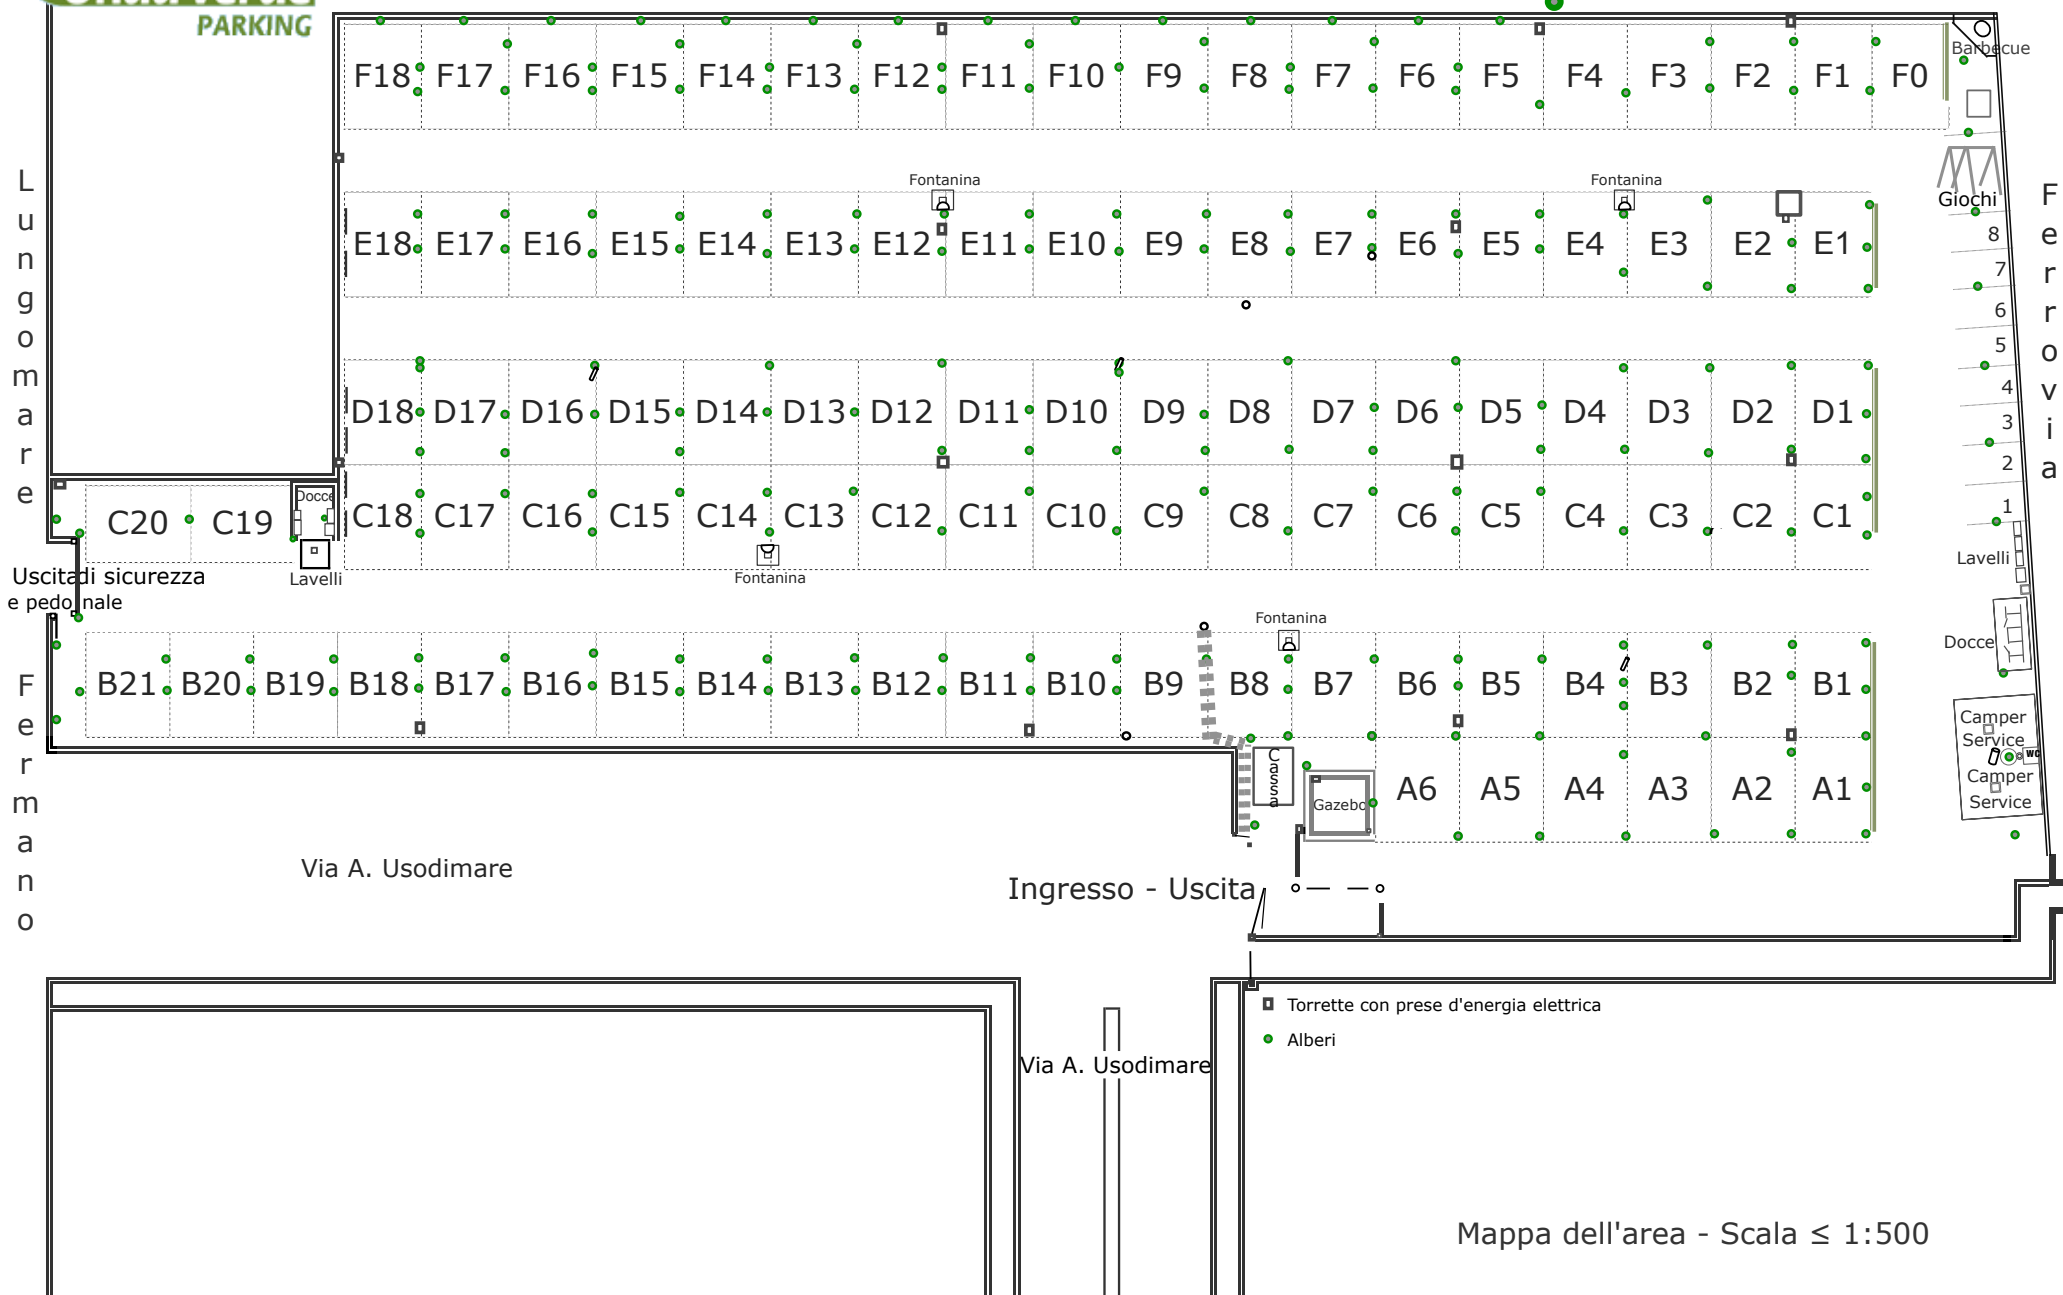 PARKING
Barbecue
F18 F17 F16 F15 F14 F13 F12 F11 F10 F9 F8 F7 F6 F5 F4 F3 F2 F1 F0
Fontanina Fontanina
Giochi
E18 E17 E16 E15 E14 E13 E12 E11 E10 E9 E8 E7 E6 E5 E4 E3 E2 E1
8
7
6
5
4
3
2
1
D18 D17 D16 D15 D14 D13 D12 D11 D10 D9 D8 D7 D6 D5 D4 D3 D2 D1
Docce
C20 C19 C18 C17 C16 C15 C14 C13 C12 C11 C10 C9 C8 C7 C6 C5 C4 C3 C2 C1
Lavelli
Fontanina
Lavelli
Uscita di sicurezza
e pedonale
Fontanina
Docce
B21 B20 B19 B18 B17 B16 B15 B14 B13 B12 B11 B10 B9 B8 B7 B6 B5 B4 B3 B2 B1
Camper
Service
WC
Camper
Service
Cassa
Gazebo
A6 A5 A4 A3 A2 A1
Lungomare Fermano
Ferrovia
Via A. Usodimare
Ingresso - Uscita
Torrette con prese d'energia elettrica
Alberi
Via A. Usodimare
Mappa dell'area - Scala ≤ 1:500